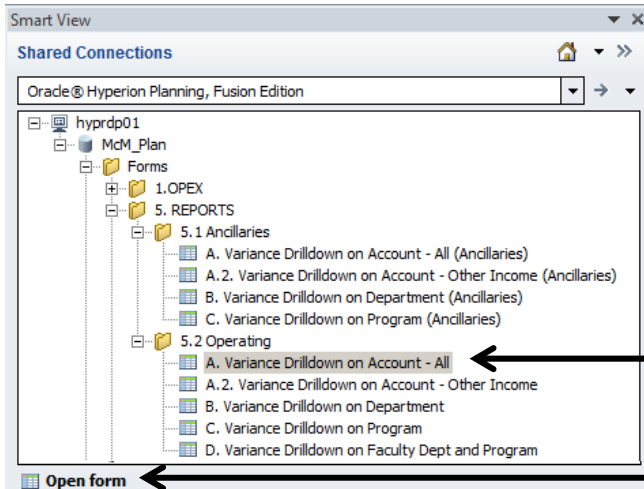 Smart View
Shared Connections
Oracle® Hyperion Planning, Fusion Edition
hyprdp01
McM_Plan
Forms
1.OPEX
5. REPORTS
5.1 Ancillaries
A. Variance Drilldown on Account - All (Ancillaries)
A.2. Variance Drilldown on Account - Other Income (Ancillaries)
B. Variance Drilldown on Department (Ancillaries)
C. Variance Drilldown on Program (Ancillaries)
5.2 Operating
A. Variance Drilldown on Account - All
A.2. Variance Drilldown on Account - Other Income
B. Variance Drilldown on Department
C. Variance Drilldown on Program
D. Variance Drilldown on Faculty Dept and Program
Open form